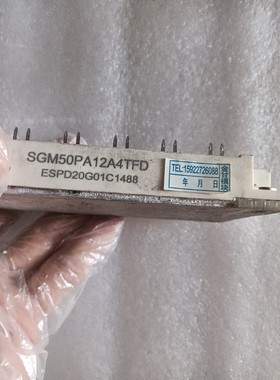 SGM50PA12A4TFD
ESPD20G01C1488
TEL:15922726088
年 月 日